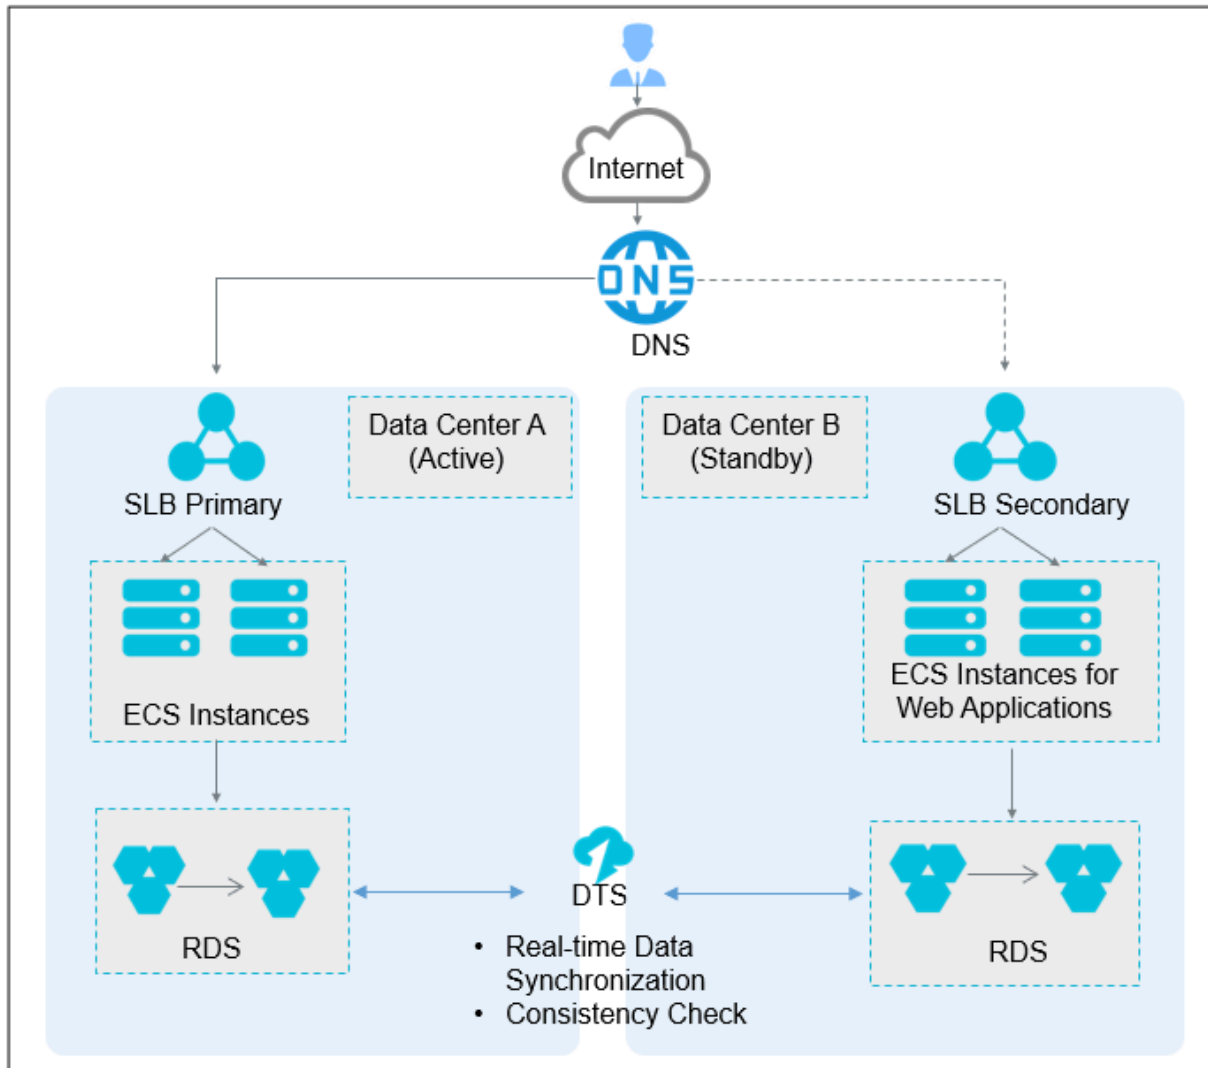 Internet
DNS
DNS
Data Center A
(Active)
Data Center B
(Standby)
SLB Primary
SLB Secondary
ECS Instances
ECS Instances for
Web Applications
DTS
RDS
RDS
• Real-time Data
Synchronization
• Consistency Check